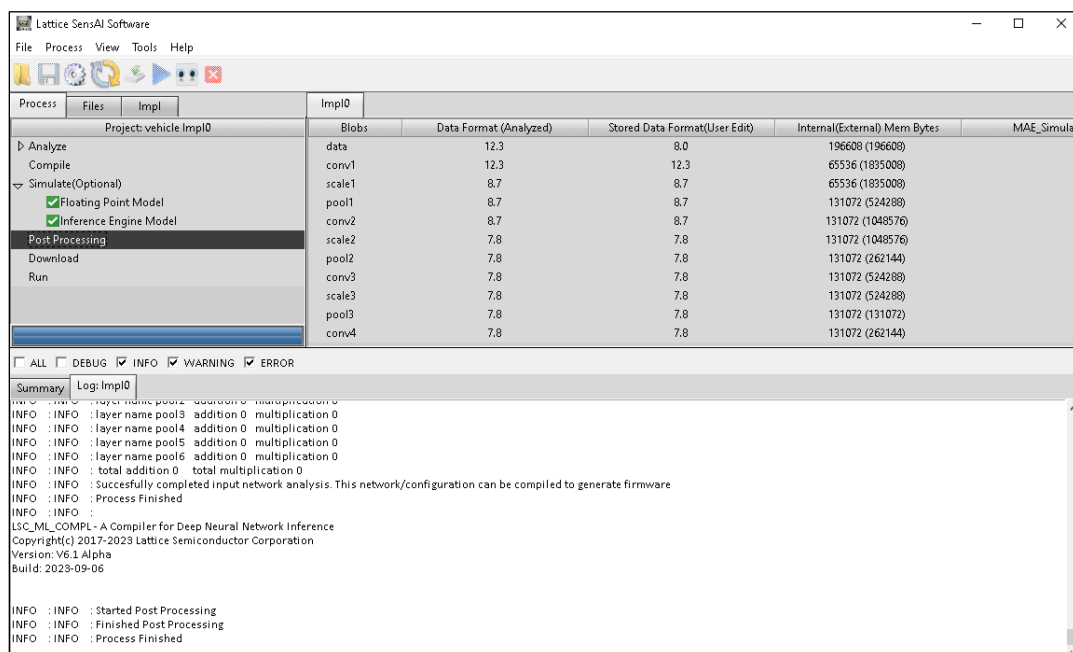 Lattice SensAI Software
File Process View Tools Help
Process Files Impl Impl0
Project: vehicle Impl0 Blobs Data Format (Analyzed) Stored Data Format(User Edit) Internal(External) Mem Bytes MAE_Simula
Analyze data 12.3 8.0 196608 (196608)
Compile conv1 12.3 12.3 65536 (1835008)
Simulate(Optional) scale1 8.7 8.7 65536 (1835008)
Floating Point Model pool1 8.7 8.7 131072 (524288)
Inference Engine Model conv2 8.7 8.7 131072 (1048576)
Post Processing scale2 7.8 7.8 131072 (1048576)
Download pool2 7.8 7.8 131072 (262144)
Run conv3 7.8 7.8 131072 (524288)
scale3 7.8 7.8 131072 (524288)
pool3 7.8 7.8 131072 (131072)
conv4 7.8 7.8 131072 (262144)
ALL DEBUG INFO WARNING ERROR
Summary Log: Impl0
INFO : INFO : layer name pool2 addition 0 multiplication 0
INFO : INFO : layer name pool3 addition 0 multiplication 0
INFO : INFO : layer name pool4 addition 0 multiplication 0
INFO : INFO : layer name pool5 addition 0 multiplication 0
INFO : INFO : layer name pool6 addition 0 multiplication 0
INFO : INFO : total addition 0 total multiplication 0
INFO : INFO : Succesfully completed input network analysis. This network/configuration can be compiled to generate firmware
INFO : INFO : Process Finished
INFO : INFO :
LSC_ML_COMPL - A Compiler for Deep Neural Network Inference
Copyright(c) 2017-2023 Lattice Semiconductor Corporation
Version: V6.1 Alpha
Build: 2023-09-06
INFO : INFO : Started Post Processing
INFO : INFO : Finished Post Processing
INFO : INFO : Process Finished